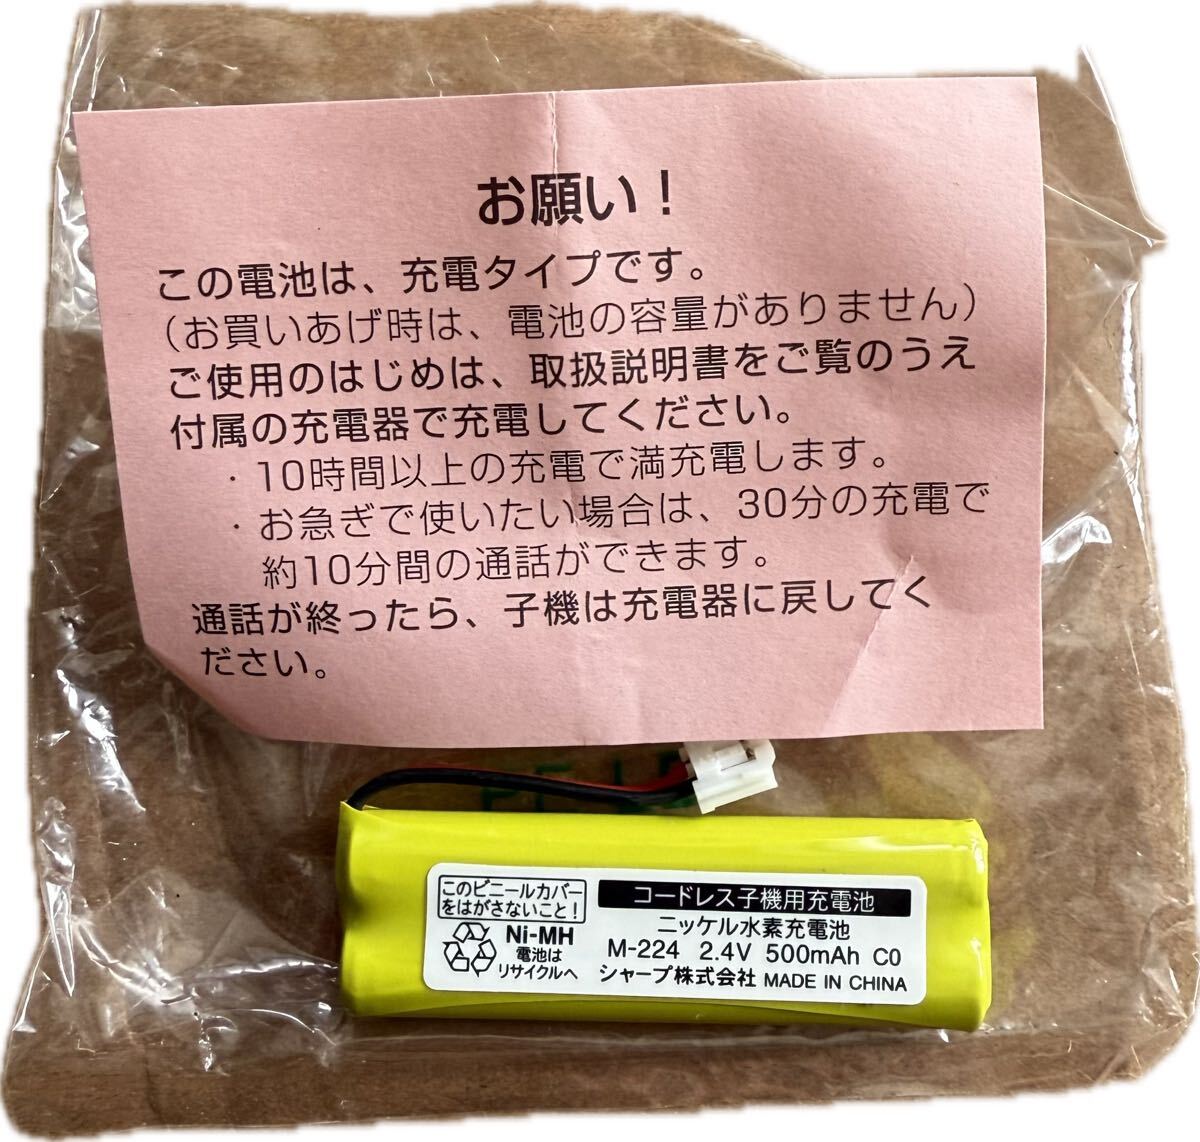 お願い！
この電池は、充電タイプです。
（お買いあげ時は、電池の容量がありません）
ご使用のはじめは、取扱説明書をご覧のうえ
付属の充電器で充電してください。
・10時間以上の充電で満充電します。
・お急ぎで使いたい場合は、30分の充電で
約10分間の通話ができます。
通話が終ったら、子機は充電器に戻してく
ださい。
このビニールカバー
をはがさないこと！
Ni-MH
電池は
リサイクルへ
コードレス子機用充電池
ニッケル水素充電池
M-224 2.4V 500mAh C0
シャープ株式会社 MADE IN CHINA